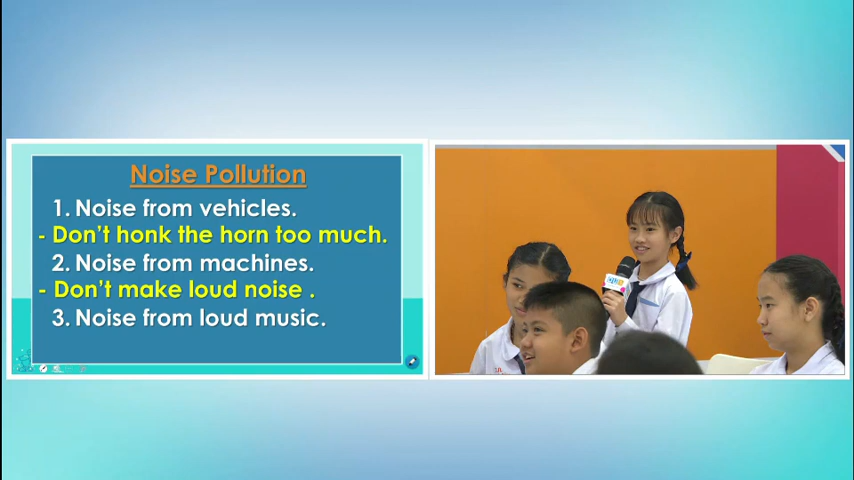 Noise Pollution
1. Noise from vehicles.
- Don't honk the horn too much.
2. Noise from machines.
- Don't make loud noise .
3. Noise from loud music.